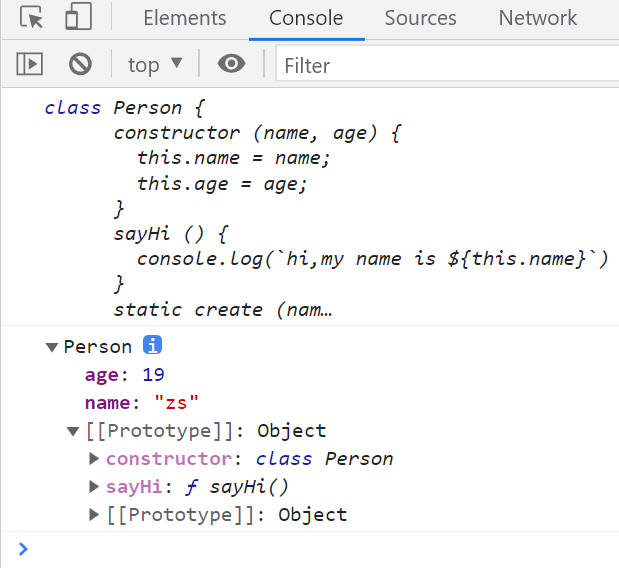 Elements Console Sources Network
top ▼ Filter
class Person {
constructor (name, age) {
this.name = name;
this.age = age;
}
sayHi () {
console.log(`hi,my name is ${this.name}`)
}
static create (nam…
▼Person i
age: 19
name: "zs"
▼[[Prototype]]: Object
▶constructor: class Person
▶sayHi: ƒ sayHi()
▶[[Prototype]]: Object